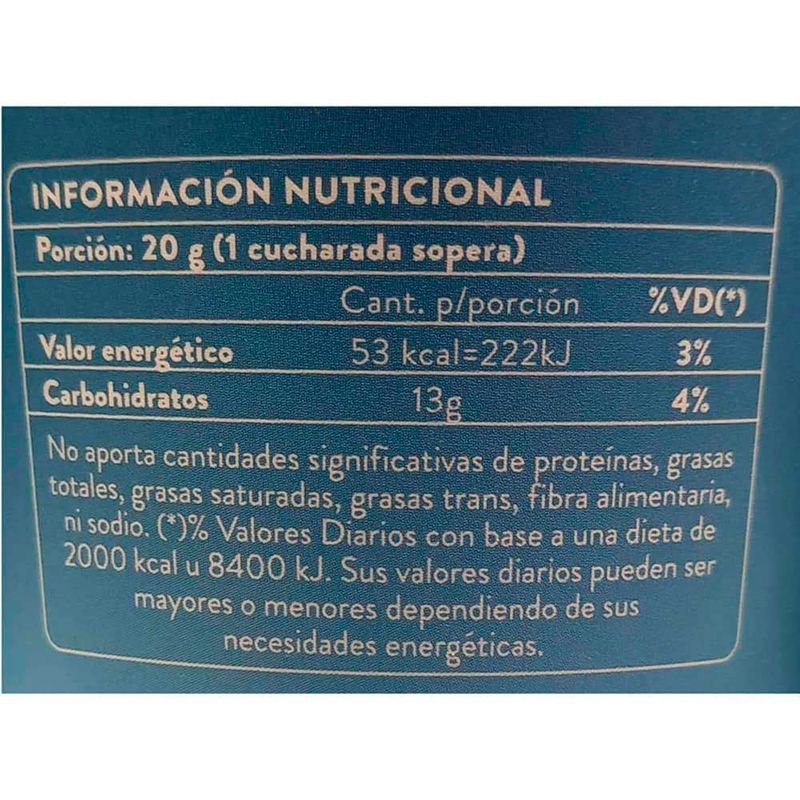 INFORMACIÓN NUTRICIONAL
Porción: 20 g (1 cucharada sopera)
Cant. p/porción %VD(*)
Valor energético 53 kcal=222kJ 3%
Carbohidratos 13g 4%
No aporta cantidades significativas de proteínas, grasas
totales, grasas saturadas, grasas trans, fibra alimentaria,
ni sodio. (*)% Valores Diarios con base a una dieta de
2000 kcal u 8400 kJ. Sus valores diarios pueden ser
mayores o menores dependiendo de sus
necesidades energéticas.